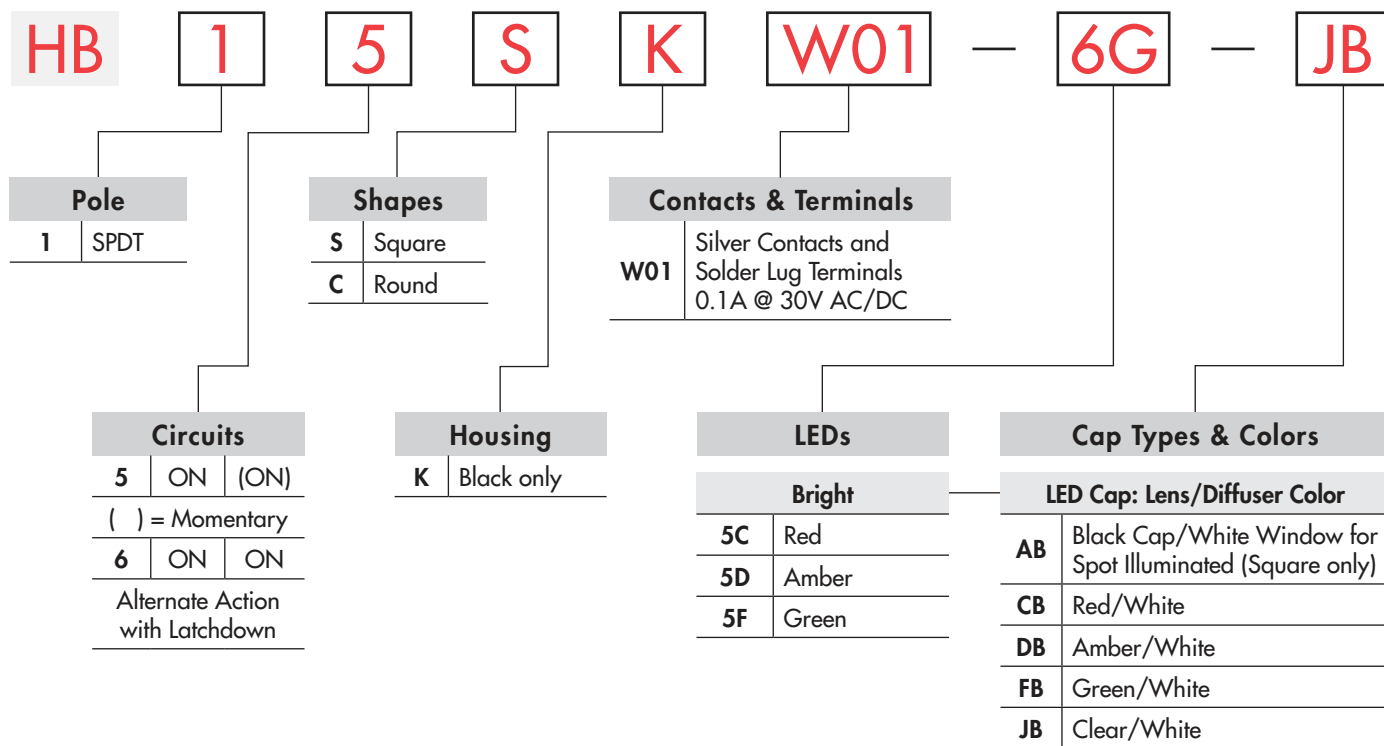 HB 1 5 S K W01 — 6G — JB
Pole
1 SPDT
Shapes
S Square
C Round
Contacts & Terminals
W01 Silver Contacts and
Solder Lug Terminals
0.1A @ 30V AC/DC
Circuits
5 ON (ON)
( ) = Momentary
6 ON ON
Alternate Action
with Latchdown
Housing
K Black only
LEDs
Bright
5C Red
5D Amber
5F Green
Cap Types & Colors
LED Cap: Lens/Diffuser Color
AB Black Cap/White Window for
Spot Illuminated (Square only)
CB Red/White
DB Amber/White
FB Green/White
JB Clear/White